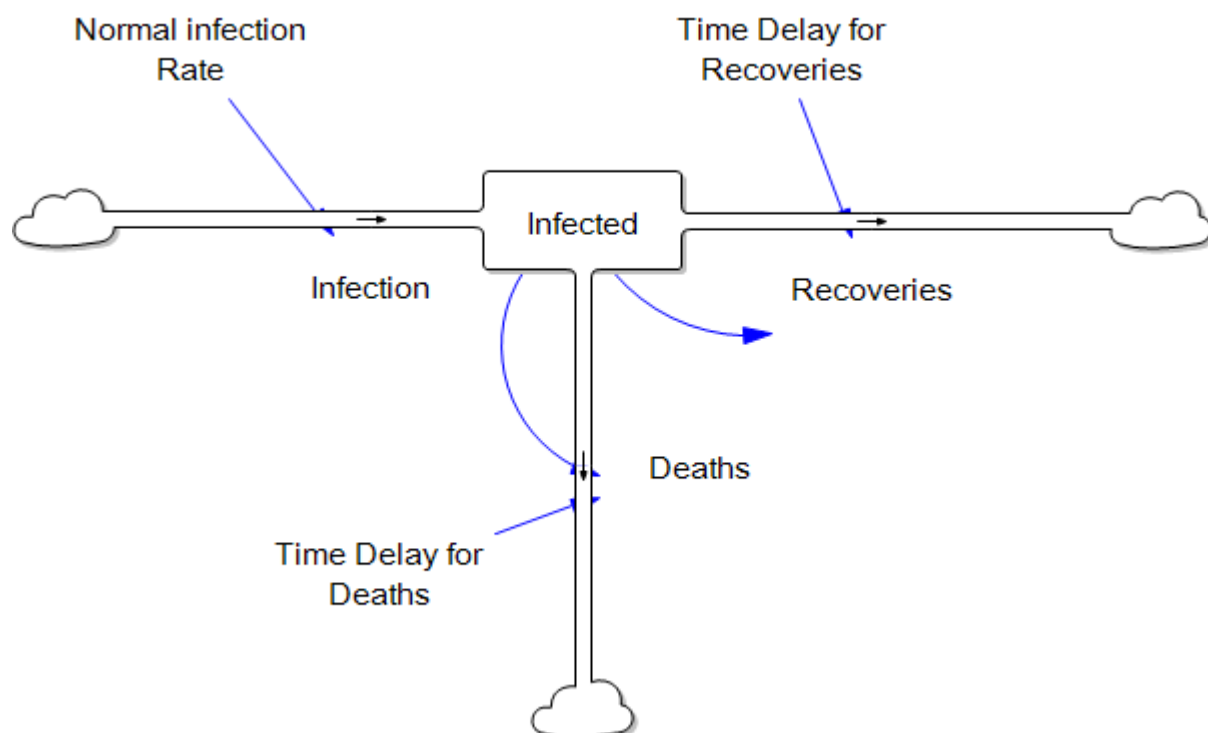 Normal infection
Rate
Time Delay for
Recoveries
Infected
Infection
Recoveries
Deaths
Time Delay for
Deaths